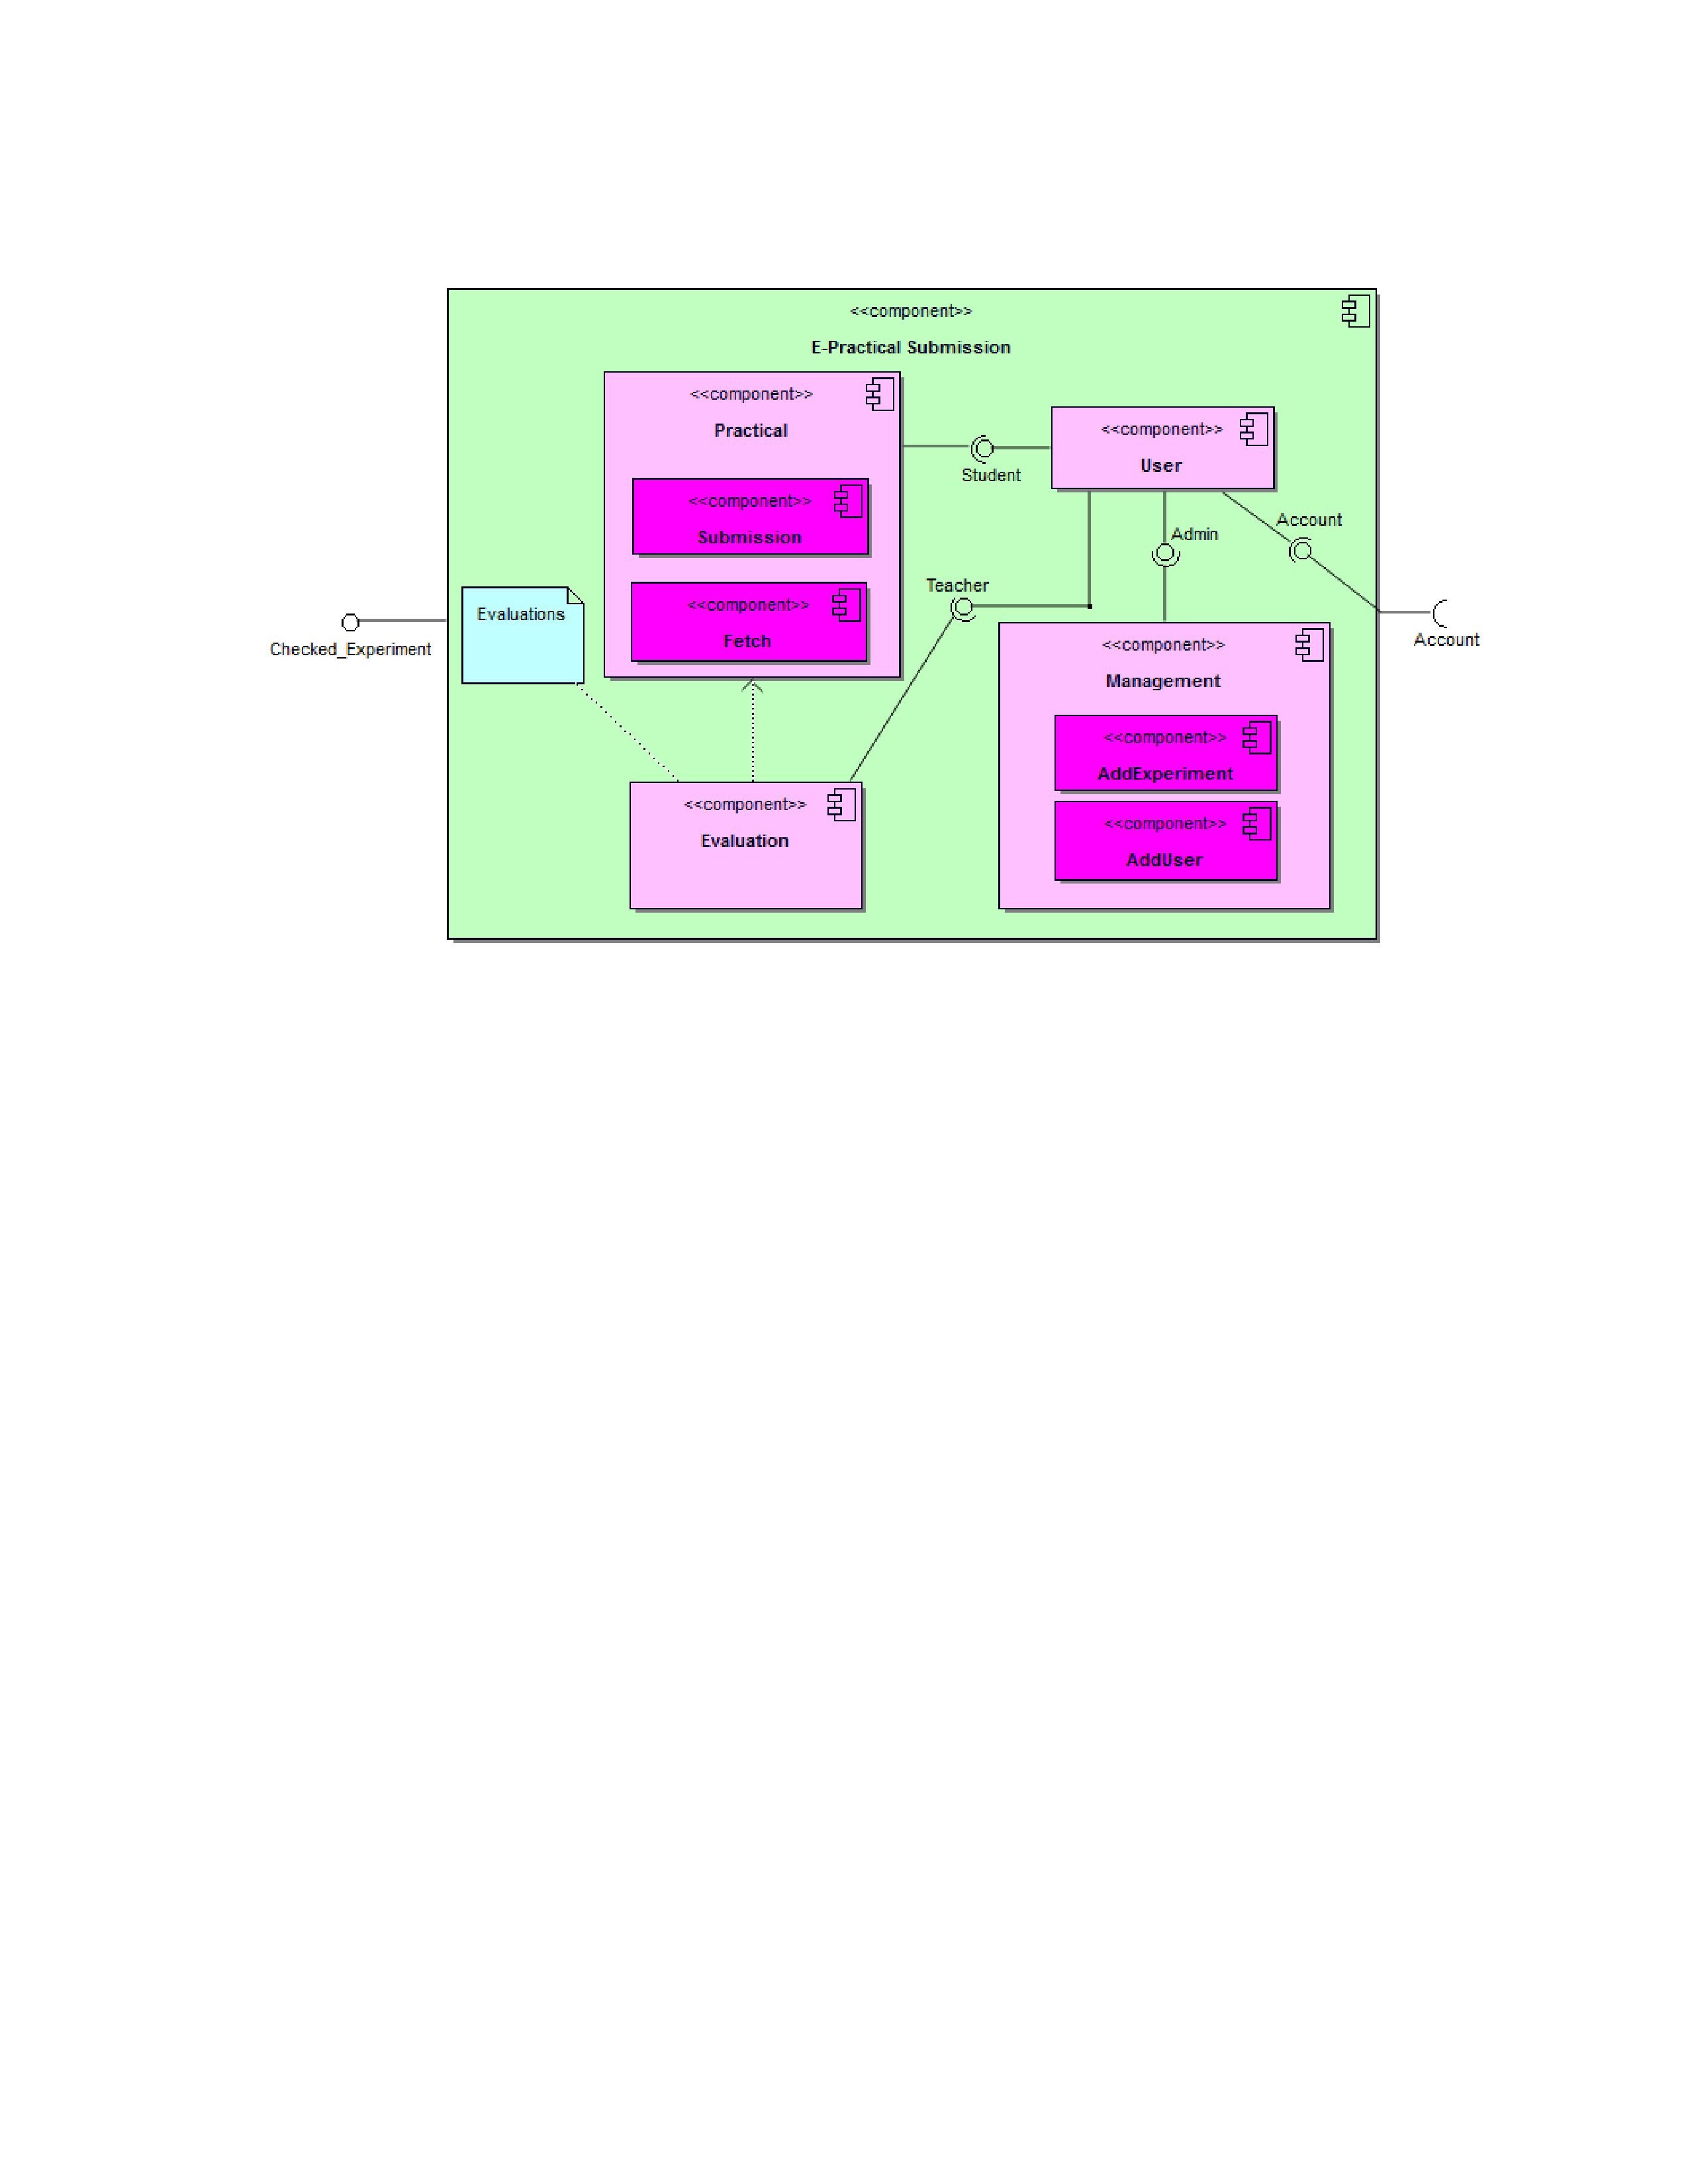 <<component>>
E-Practical Submission
<<component>>
Practical
<<component>>
Submission
<<component>>
Fetch
Student
<<component>>
User
Admin
Account
Teacher
Evaluations
Checked_Experiment
Account
<<component>>
Management
<<component>>
AddExperiment
<<component>>
AddUser
<<component>>
Evaluation